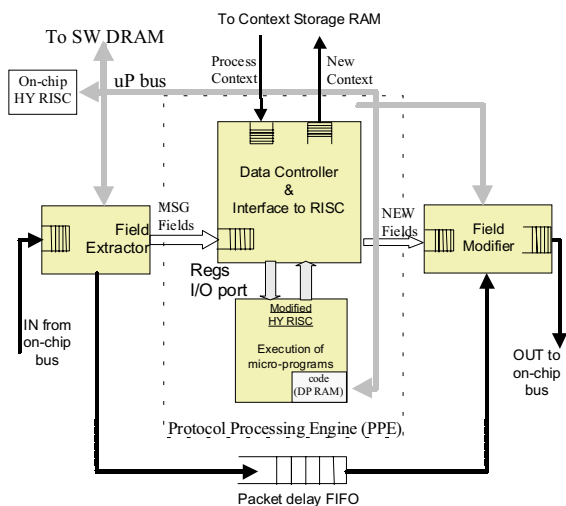 To Context Storage RAM
To SW DRAM
On-chip
HY RISC
uP bus
Process
Context
New
Context
Data Controller
&
Interface to RISC
MSG
Fields
NEW
Fields
Field
Extractor
Field
Modifier
Regs
I/O port
Modified
HY RISC
Execution of
micro-programs
code
(DP RAM)
IN from
on-chip
bus
OUT to
on-chip
bus
Protocol Processing Engine (PPE)
Packet delay FIFO